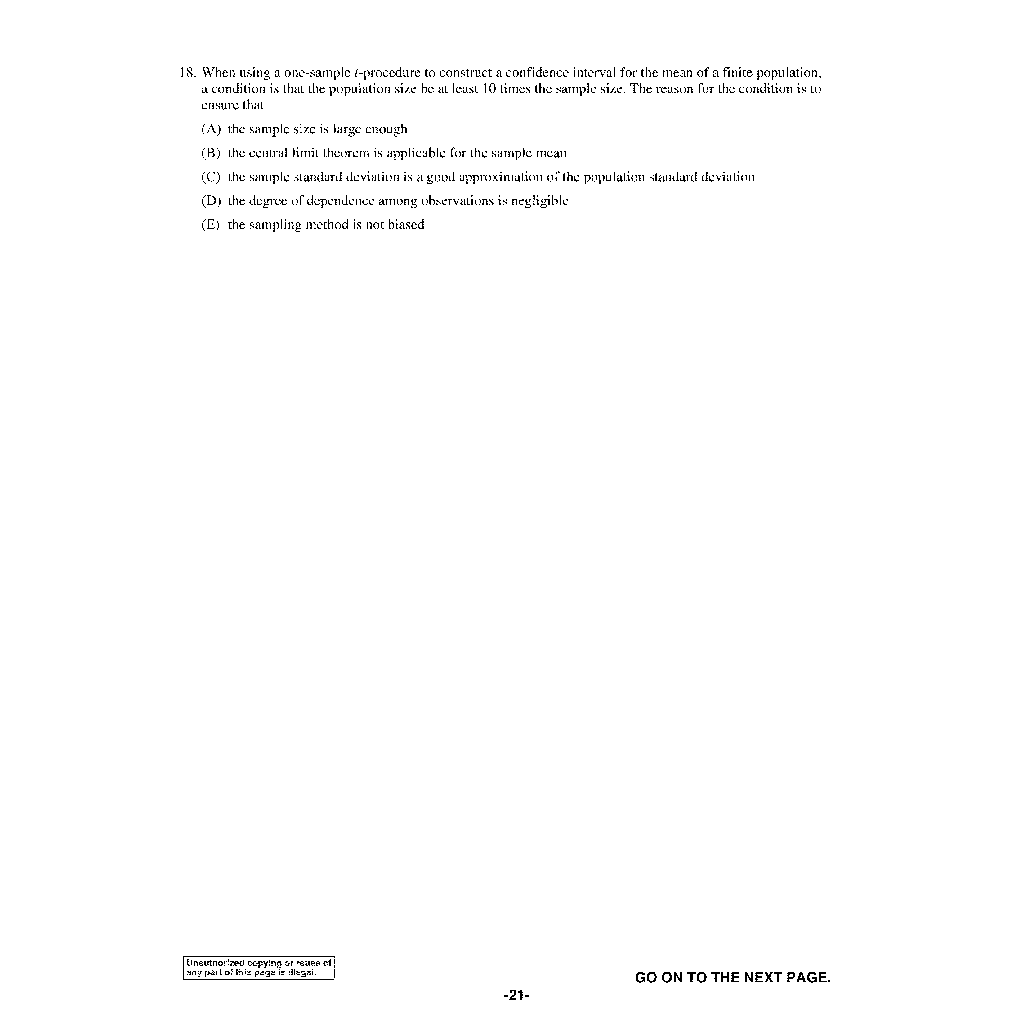 18. When using a one-sample t-procedure to construct a confidence interval for the mean of a finite population,
a condition is that the population size be at least 10 times the sample size. The reason for the condition is to
ensure that
(A) the sample size is large enough
(B) the central limit theorem is applicable for the sample mean
(C) the sample standard deviation is a good approximation of the population standard deviation
(D) the degree of dependence among observations is negligible
(E) the sampling method is not biased
Unauthorized copying or reuse of
any part of this page is illegal.
GO ON TO THE NEXT PAGE.
-21-